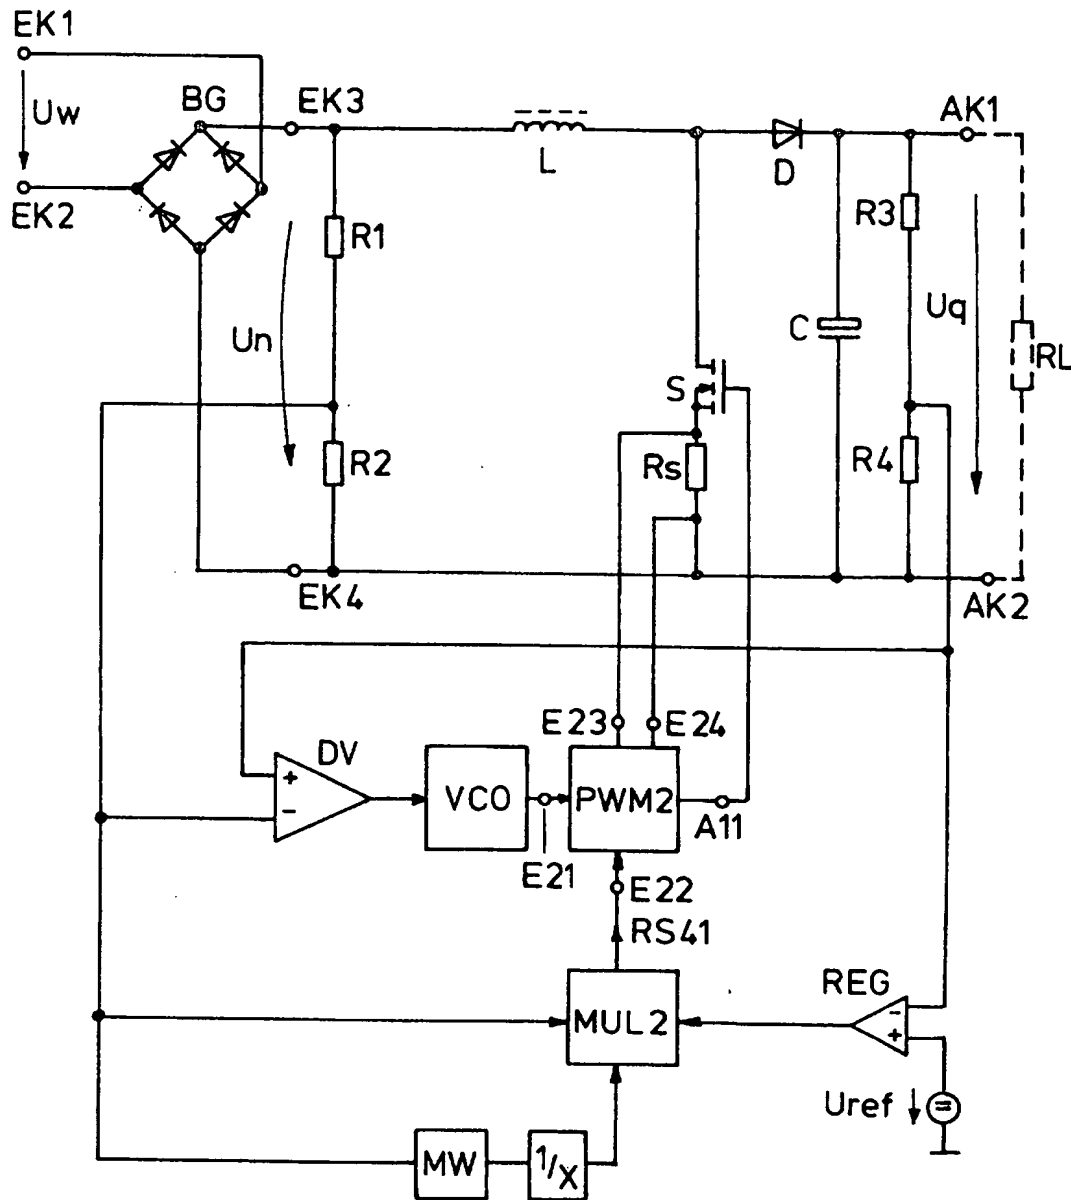 EK1
Uw
BG
EK3
AK1
EK2
L
D
R1
R3
Un
C
Uq
RL
S
R2
Rs
R4
EK4
AK2
E23
E24
DV
+
-
VCO
PWM2
A11
E21
E22
RS41
REG
MUL2
-
+
Uref
=
MW
1/X